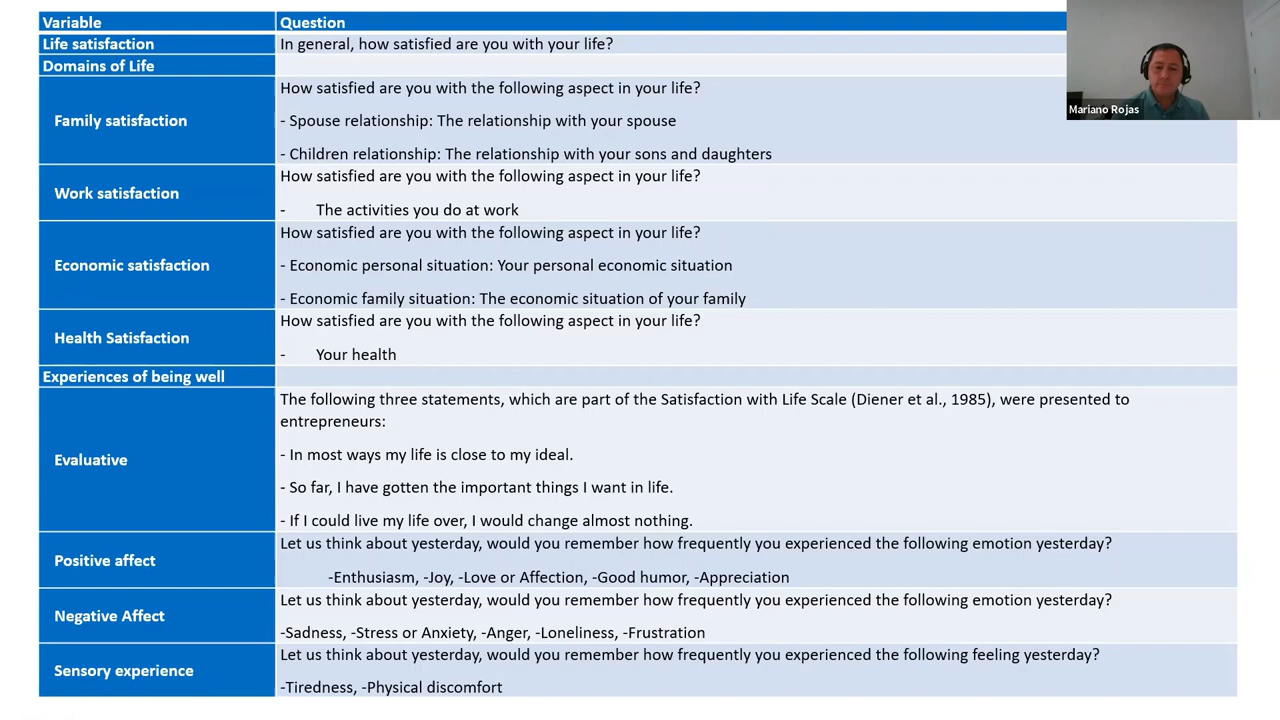 Variable Question
Life satisfaction In general, how satisfied are you with your life?
Domains of Life
Family satisfaction
How satisfied are you with the following aspect in your life?
- Spouse relationship: The relationship with your spouse
- Children relationship: The relationship with your sons and daughters
Work satisfaction
How satisfied are you with the following aspect in your life?
- The activities you do at work
Economic satisfaction
How satisfied are you with the following aspect in your life?
- Economic personal situation: Your personal economic situation
- Economic family situation: The economic situation of your family
Health Satisfaction
How satisfied are you with the following aspect in your life?
- Your health
Experiences of being well
Evaluative
The following three statements, which are part of the Satisfaction with Life Scale (Diener et al., 1985), were presented to
entrepreneurs:
- In most ways my life is close to my ideal.
- So far, I have gotten the important things I want in life.
- If I could live my life over, I would change almost nothing.
Positive affect
Let us think about yesterday, would you remember how frequently you experienced the following emotion yesterday?
-Enthusiasm, -Joy, -Love or Affection, -Good humor, -Appreciation
Negative Affect
Let us think about yesterday, would you remember how frequently you experienced the following emotion yesterday?
-Sadness, -Stress or Anxiety, -Anger, -Loneliness, -Frustration
Sensory experience
Let us think about yesterday, would you remember how frequently you experienced the following feeling yesterday?
-Tiredness, -Physical discomfort
Mariano Rojas